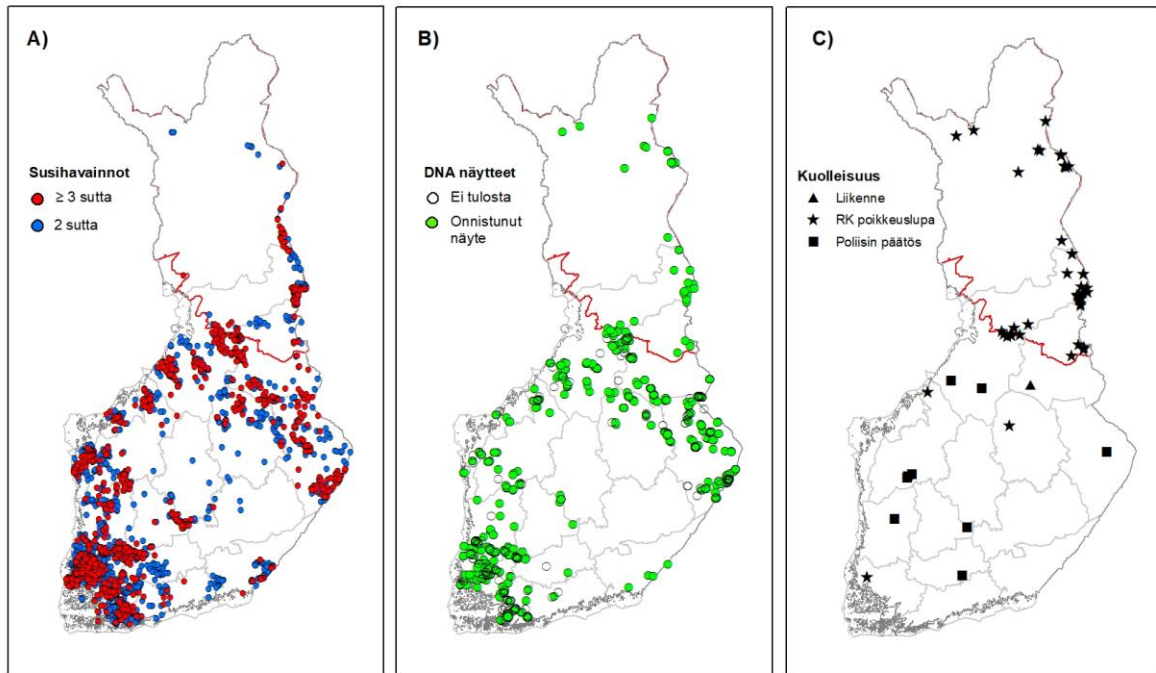 A)
Susihavainnot
≥ 3 sutta
2 sutta
B)
DNA näytteet
Ei tulosta
Onnistunut
näyte
C)
Kuolleisuus
Liikenne
RK poikkeuslupa
Poliisin päätös